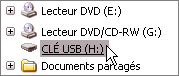 Lecteur DVD (E:)
Lecteur DVD/CD-RW (G:)
CLÉ USB (H:)
Documents partagés